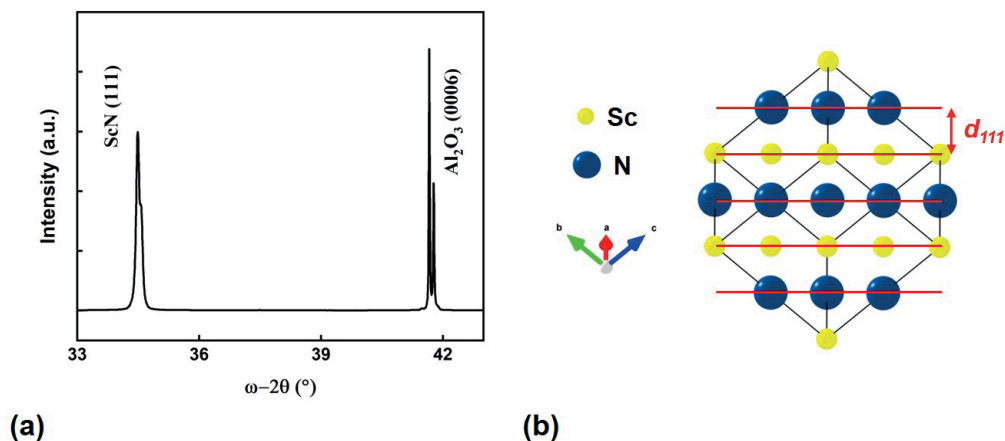 Intensity (a.u.)
ScN (111)
Al₂O₃ (0006)
33 36 39 42
ω−2θ (°)
(a)
Sc
N
b a c
d₁₁₁
(b)